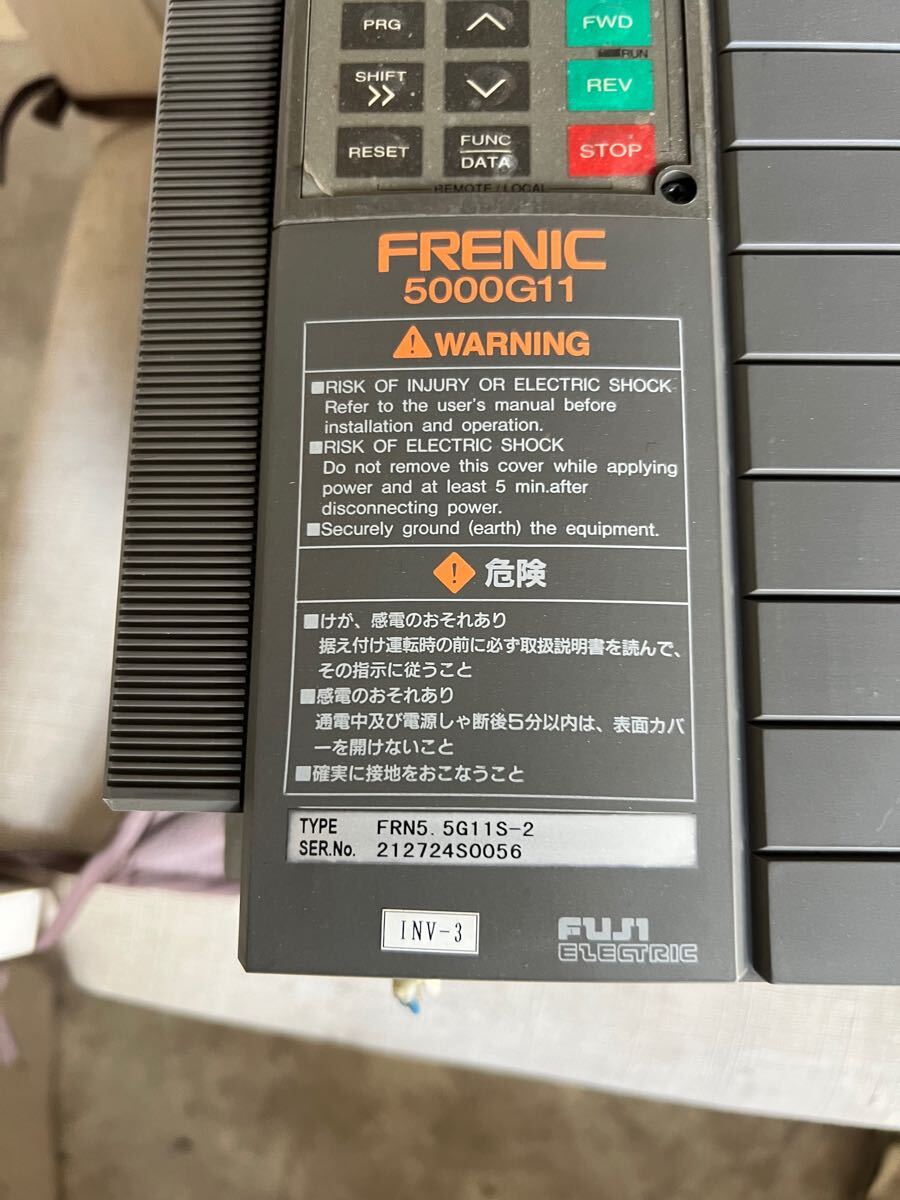 PRG
FWD
RUN
SHIFT
REV
RESET
FUNC
DATA
STOP
REMOTE / LOCAL
FRENIC
5000G11
WARNING
■RISK OF INJURY OR ELECTRIC SHOCK
Refer to the user's manual before
installation and operation.
■RISK OF ELECTRIC SHOCK
Do not remove this cover while applying
power and at least 5 min.after
disconnecting power.
■Securely ground (earth) the equipment.
危険
■けが、感電のおそれあり
据え付け運転時の前に必ず取扱説明書を読んで、
その指示に従うこと
■感電のおそれあり
通電中及び電源しゃ断後5分以内は、表面カバ
ーを開けないこと
■確実に接地をおこなうこと
TYPE FRN5.5G11S-2
SER.No. 212724S0056
INV-3
FUJI
ELECTRIC